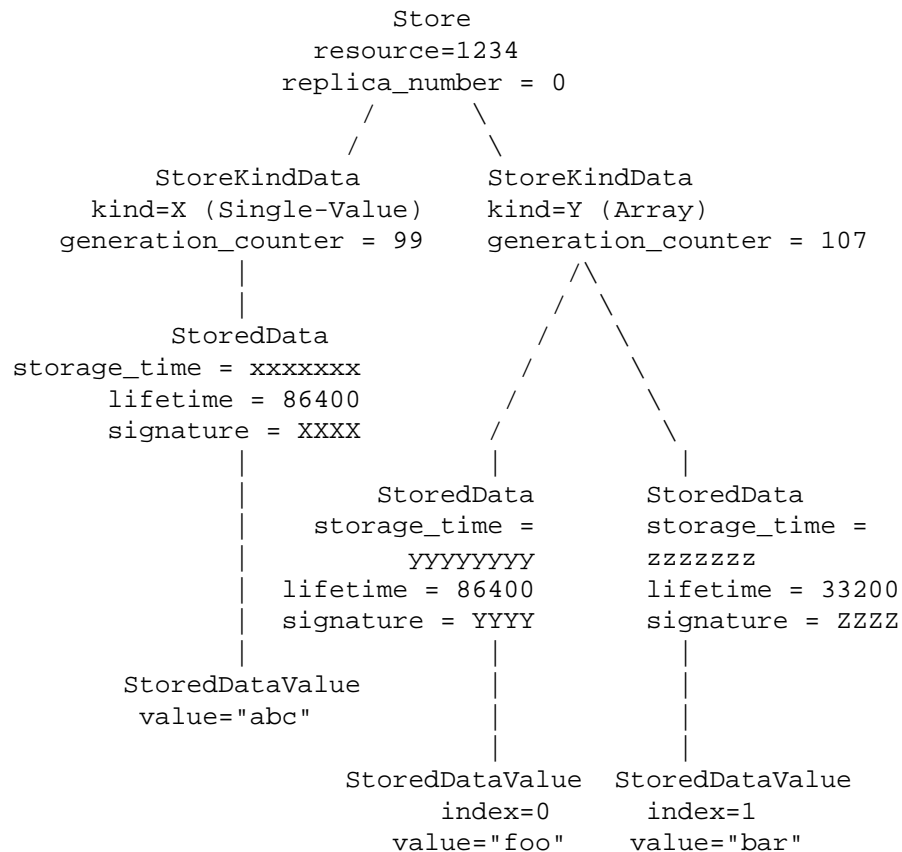 Store
resource=1234
replica_number = 0
StoreKindData StoreKindData
kind=X (Single-Value) kind=Y (Array)
generation_counter = 99 generation_counter = 107
StoredData
storage_time = xxxxxxx
lifetime = 86400
signature = XXXX
StoredData StoredData
storage_time = storage_time =
yyyyyyyy zzzzzzz
lifetime = 86400 lifetime = 33200
signature = YYYY signature = ZZZZ
StoredDataValue
value="abc"
StoredDataValue StoredDataValue
index=0 index=1
value="foo" value="bar"